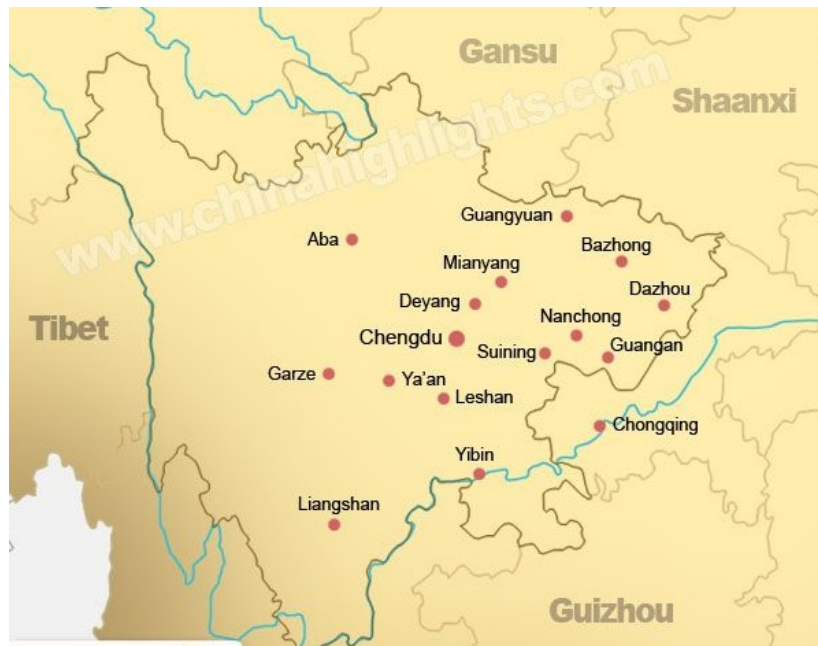 Gansu
Shaanxi
www.chinahighlights.com
Guangyuan
Aba
Bazhong
Mianyang
Dazhou
Deyang
Tibet
Nanchong
Chengdu
Suining
Guangan
Garze
Ya'an
Leshan
Chongqing
Yibin
Liangshan
Guizhou